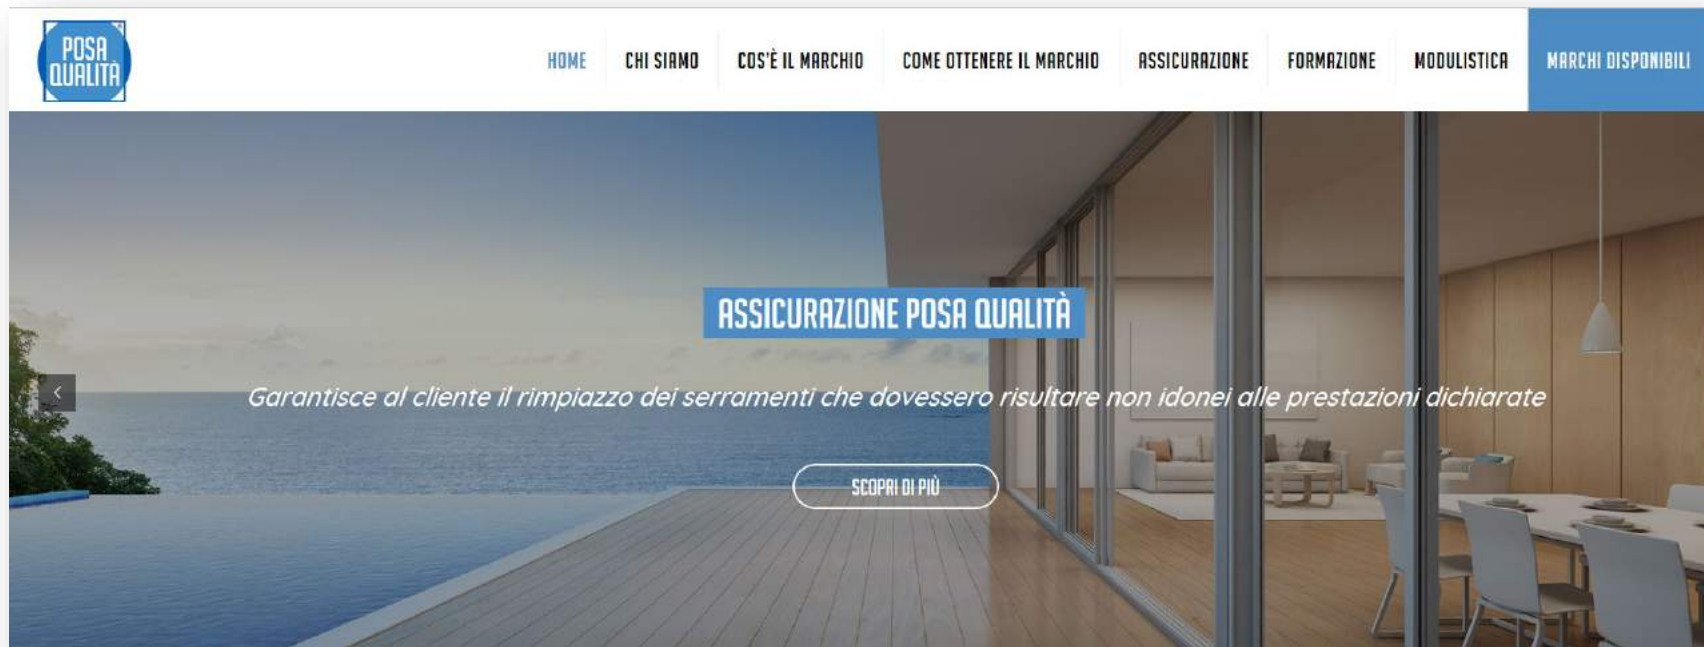 POSA
QUALITÀ
HOME
CHI SIAMO
COS'È IL MARCHIO
COME OTTENERE IL MARCHIO
ASSICURAZIONE
FORMAZIONE
MODULISTICA
MARCHI DISPONIBILI
ASSICURAZIONE POSA QUALITÀ
Garantisce al cliente il rimpiazzo dei serramenti che dovessero risultare non idonei alle prestazioni dichiarate
SCOPRI DI PIÙ